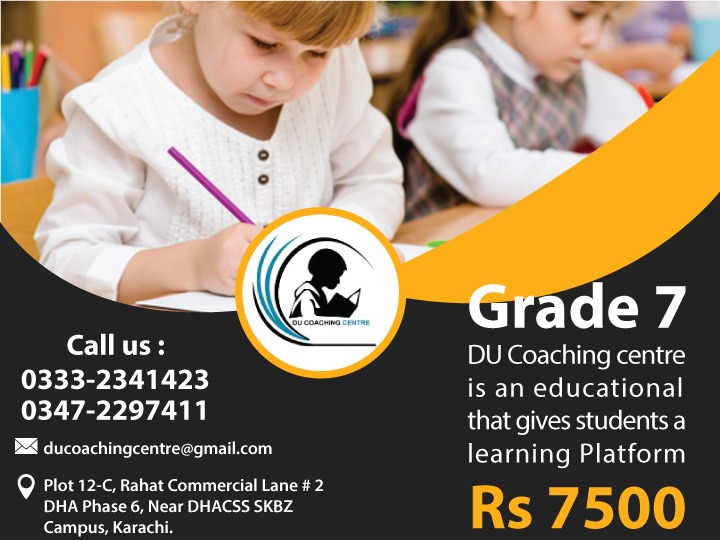 DU COACHING CENTRE
Grade 7
DU Coaching centre
is an educational
that gives students a
learning Platform
Rs 7500
Call us :
0333-2341423
0347-2297411
ducoachingcentre@gmail.com
Plot 12-C, Rahat Commercial Lane # 2
DHA Phase 6, Near DHACSS SKBZ
Campus, Karachi.